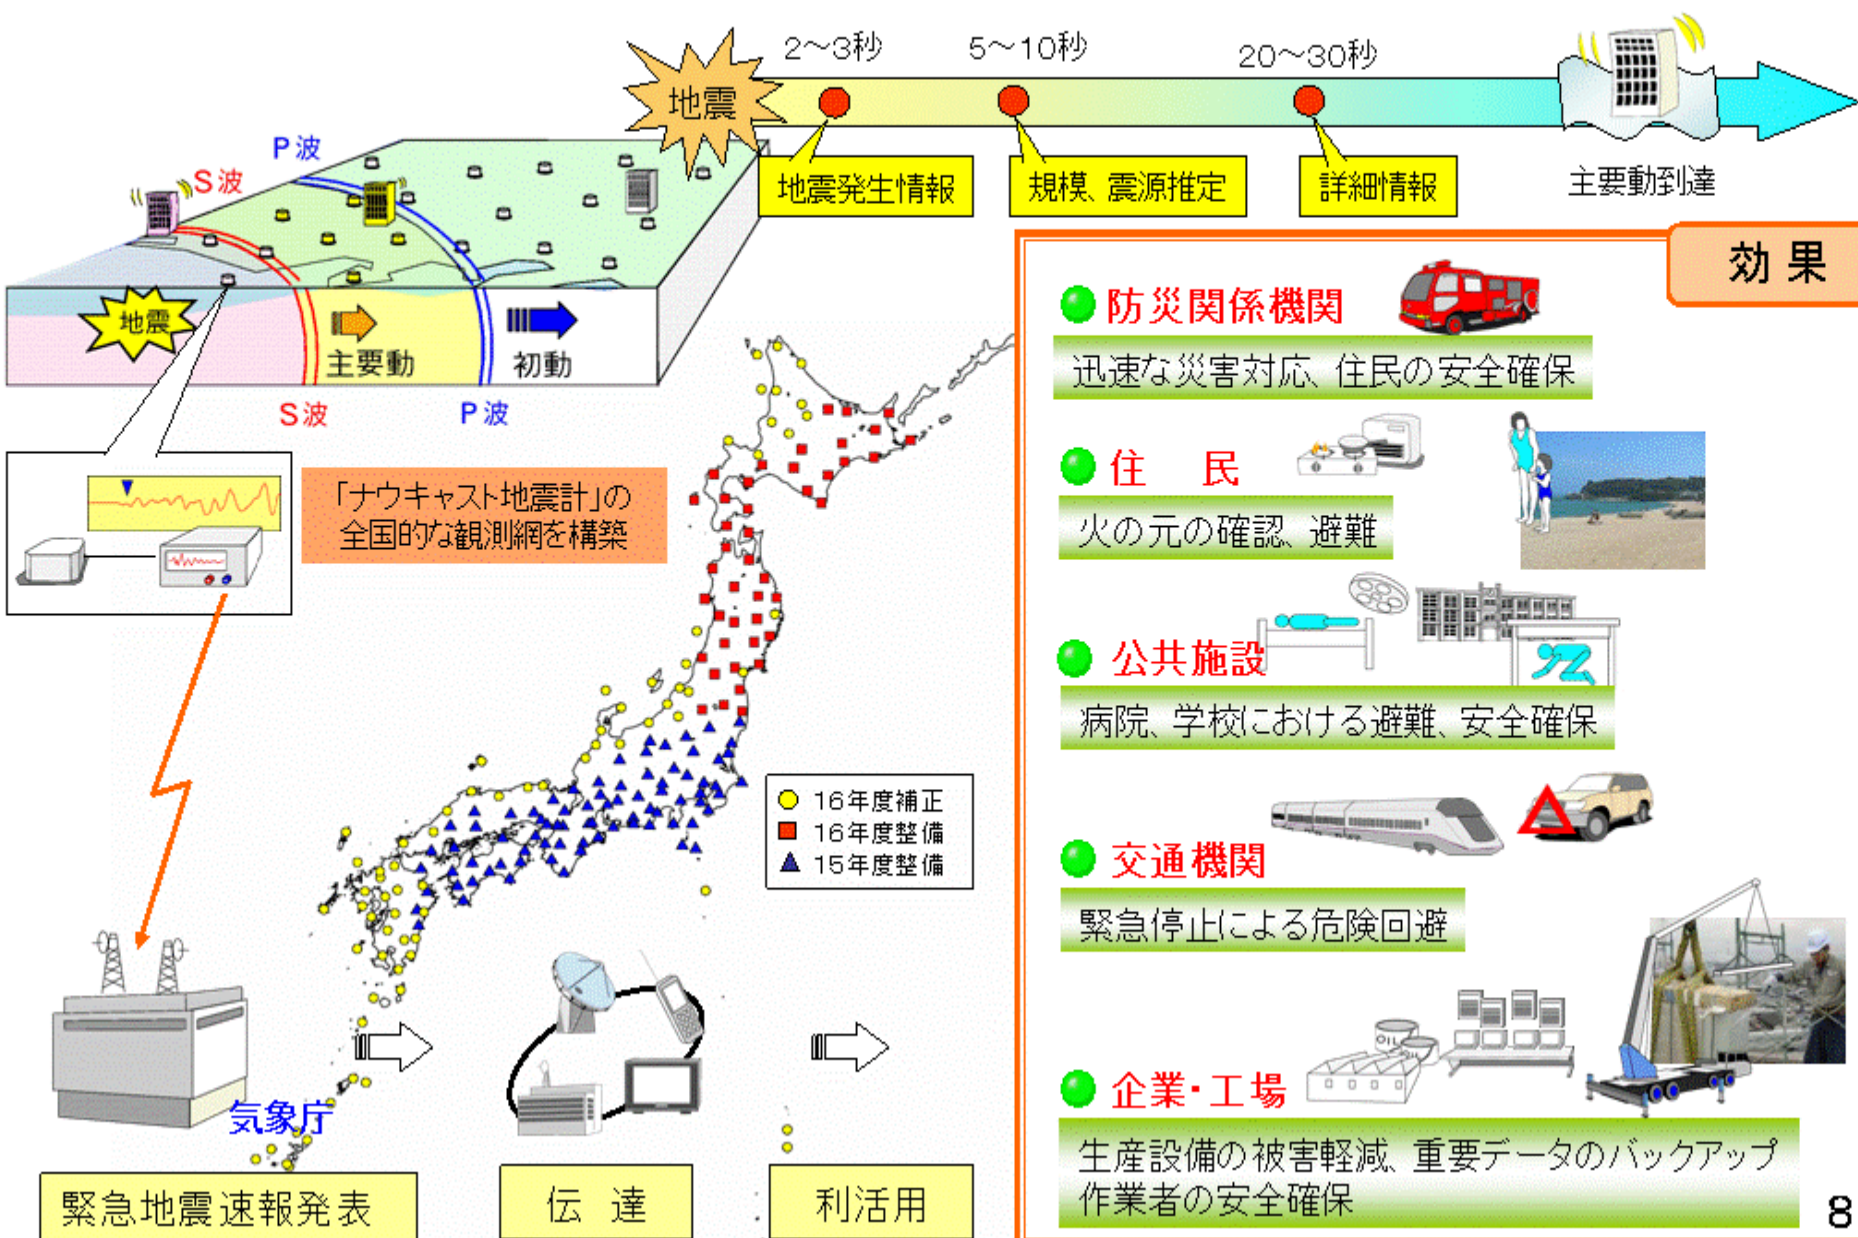 2～3秒
5～10秒
20～30秒
地震
地震発生情報
規模、震源推定
詳細情報
主要動到達
P波
S波
地震
主要動
初動
S波
P波
「ナウキャスト地震計」の
全国的な観測網を構築
16年度補正
16年度整備
15年度整備
気象庁
緊急地震速報発表
伝達
利活用
効果
防災関係機関
迅速な災害対応、住民の安全確保
住民
火の元の確認、避難
公共施設
病院、学校における避難、安全確保
交通機関
緊急停止による危険回避
OIL
企業・工場
生産設備の被害軽減、重要データのバックアップ
作業者の安全確保
8